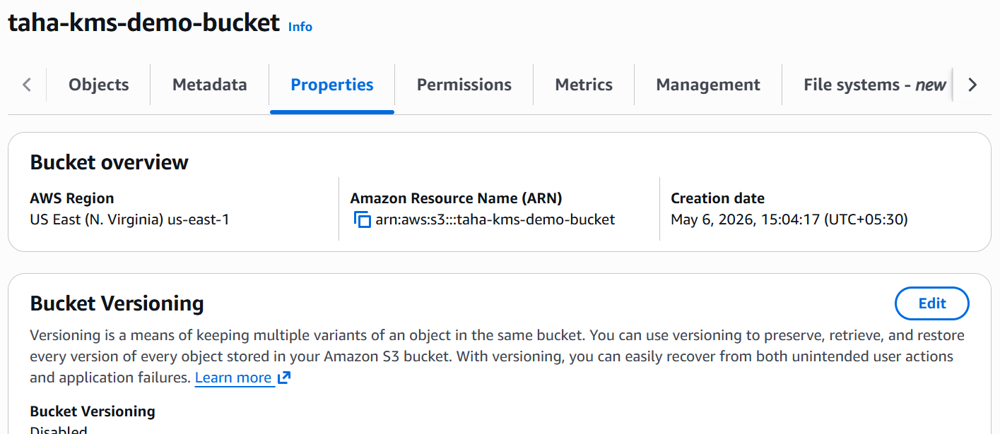 taha-kms-demo-bucket Info
Objects Metadata Properties Permissions Metrics Management File systems - new
Bucket overview
AWS Region Amazon Resource Name (ARN) Creation date
US East (N. Virginia) us-east-1 arn:aws:s3:::taha-kms-demo-bucket May 6, 2026, 15:04:17 (UTC+05:30)
Bucket Versioning Edit
Versioning is a means of keeping multiple variants of an object in the same bucket. You can use versioning to preserve, retrieve, and restore
every version of every object stored in your Amazon S3 bucket. With versioning, you can easily recover from both unintended user actions
and application failures. Learn more
Bucket Versioning
Disabled